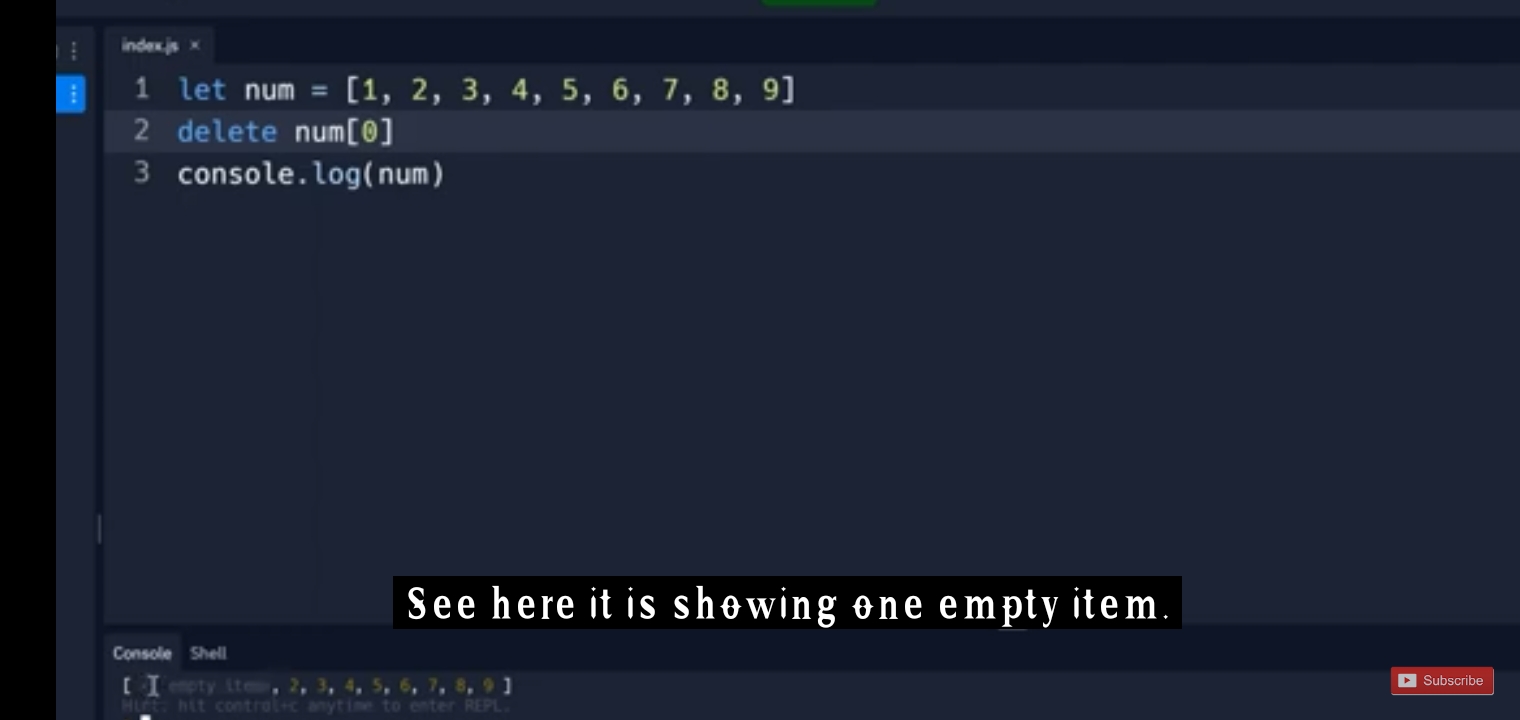 index.js ×
1 let num = [1, 2, 3, 4, 5, 6, 7, 8, 9]
2 delete num[0]
3 console.log(num)
See here it is showing one empty item.
Console Shell
[ empty item, 2, 3, 4, 5, 6, 7, 8, 9 ]
Hint: hit control+c anytime to enter REPL.
Subscribe